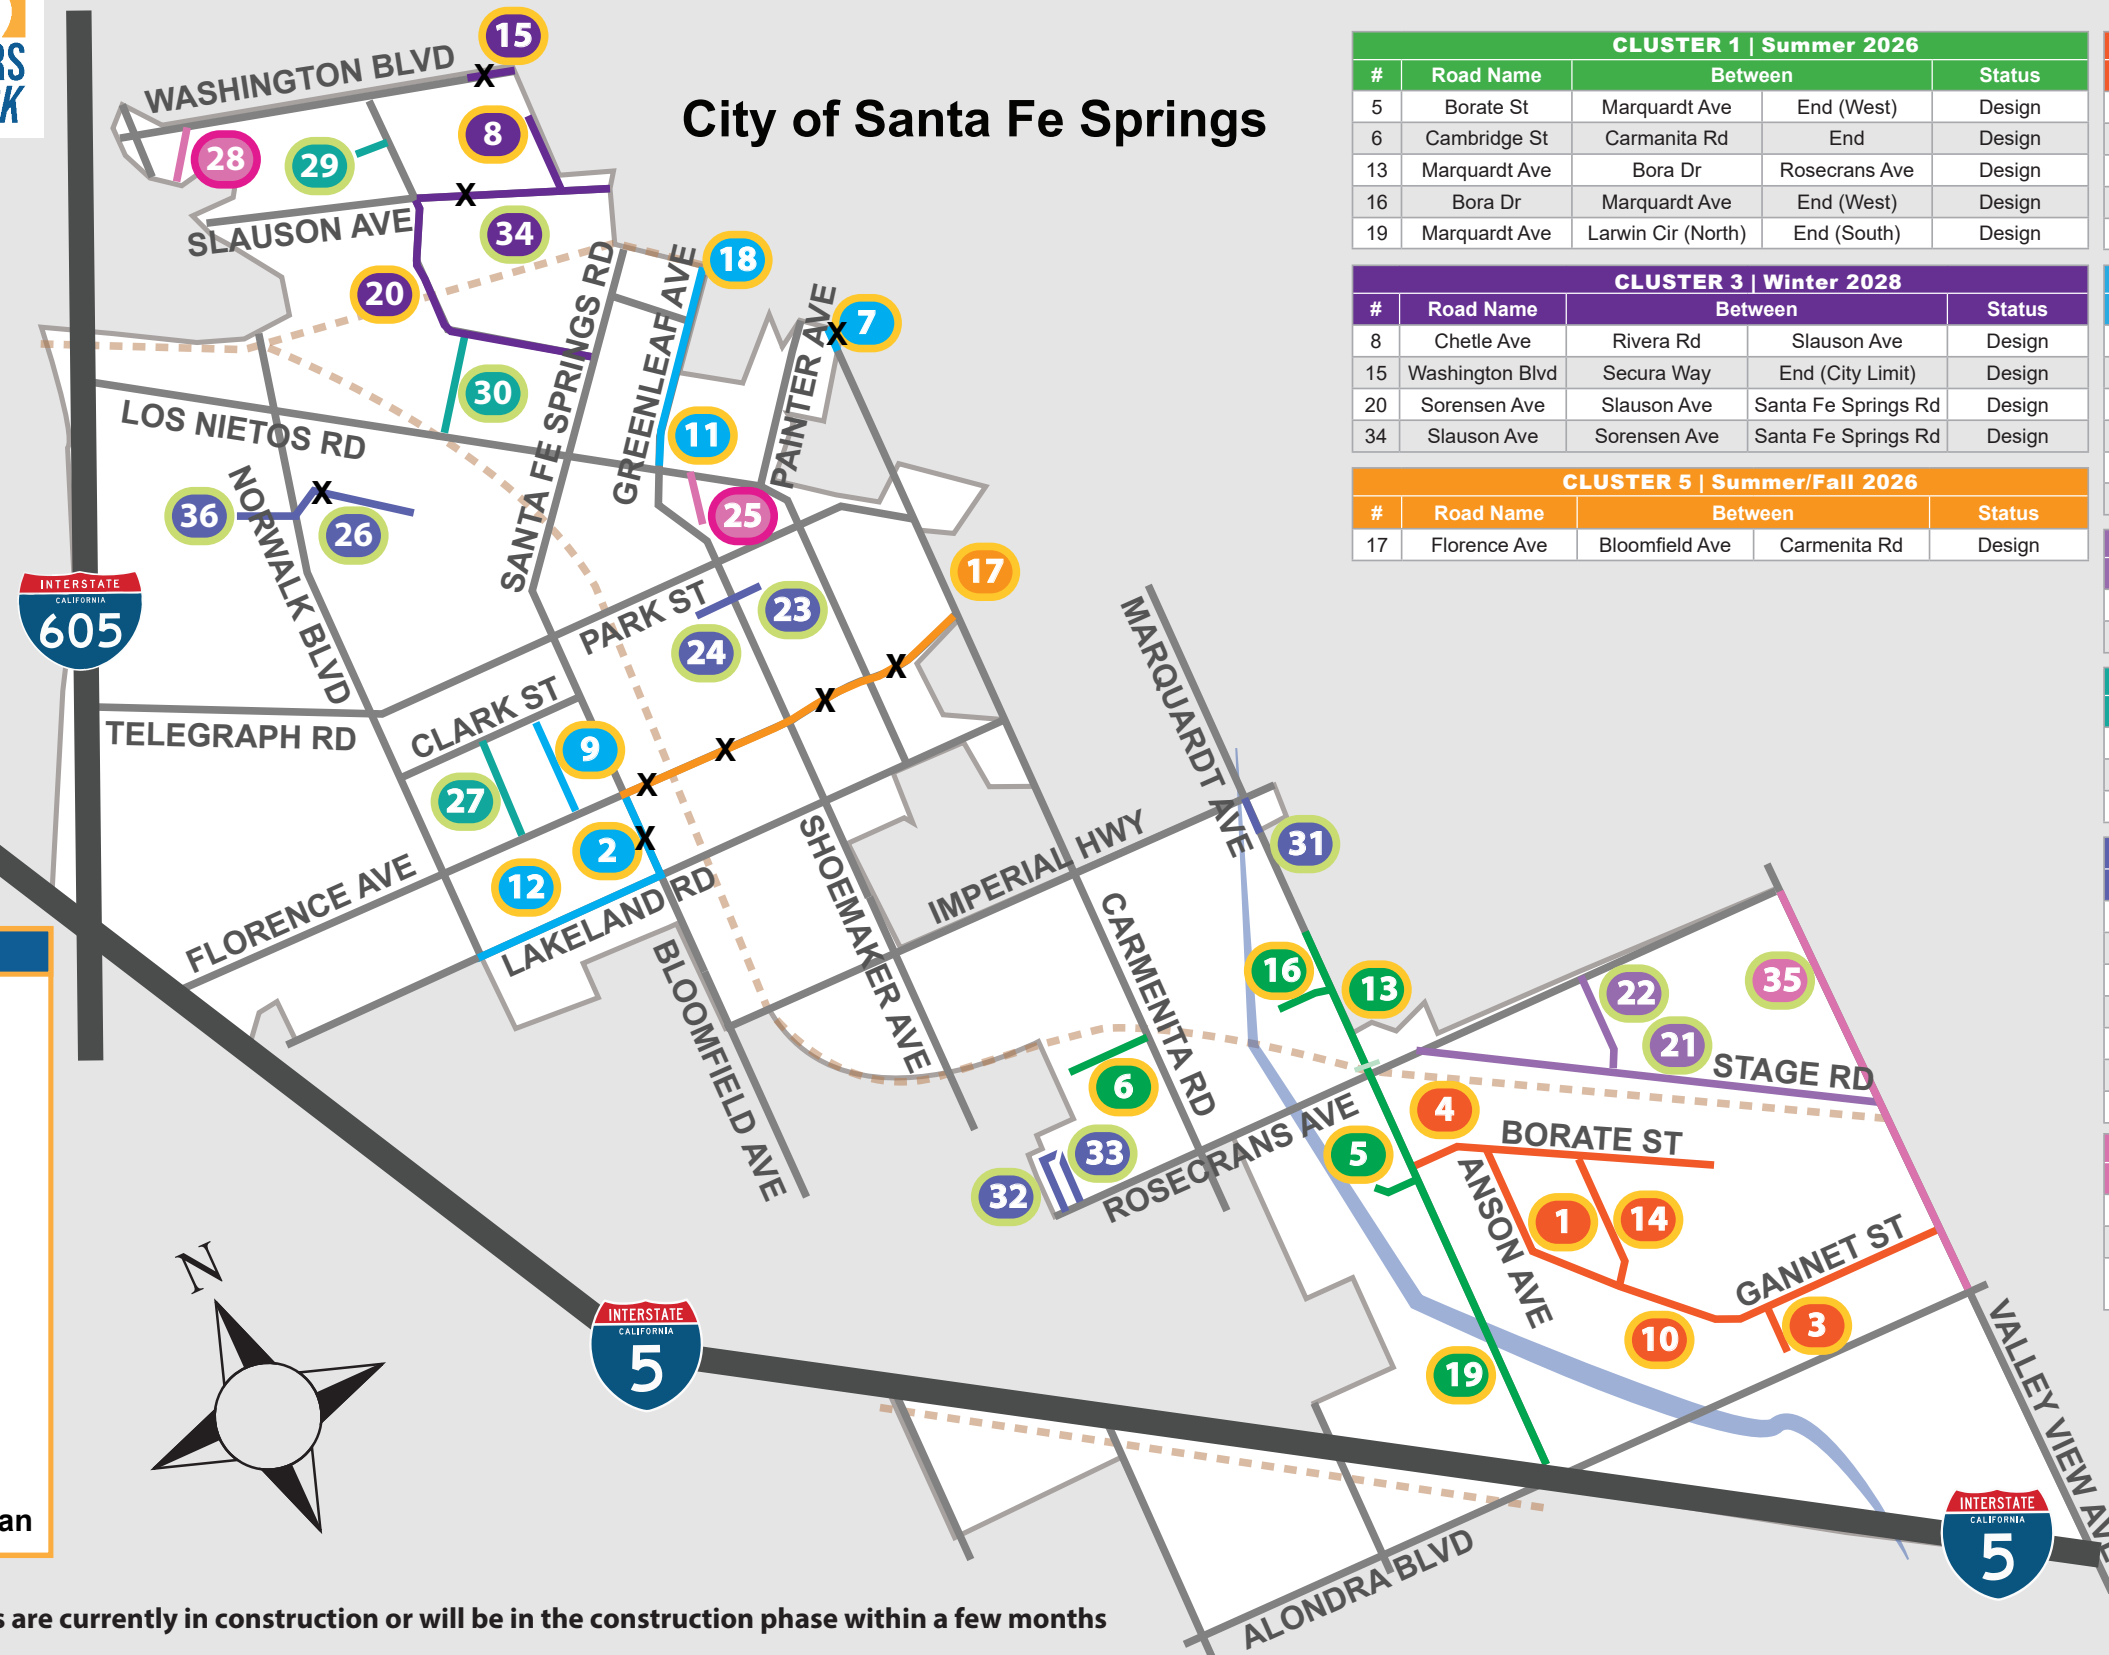 RS
K
City of Santa Fe Springs
CLUSTER 1 | Summer 2026
# Road Name Between Status
5 Borate St Marquardt Ave End (West) Design
6 Cambridge St Carmanita Rd End Design
13 Marquardt Ave Bora Dr Rosecrans Ave Design
16 Bora Dr Marquardt Ave End (West) Design
19 Marquardt Ave Larwin Cir (North) End (South) Design
CLUSTER 3 | Winter 2028
# Road Name Between Status
8 Chetle Ave Rivera Rd Slauson Ave Design
15 Washington Blvd Secura Way End (City Limit) Design
20 Sorensen Ave Slauson Ave Santa Fe Springs Rd Design
34 Slauson Ave Sorensen Ave Santa Fe Springs Rd Design
CLUSTER 5 | Summer/Fall 2026
# Road Name Between Status
17 Florence Ave Bloomfield Ave Carmenita Rd Design
15
WASHINGTON BLVD
X
8
28
29
X
34
SLAUSON AVE
20
18
7
X
SANTA FE SPRINGS RD
GREENLEAF AVE
PAINTER AVE
30
11
LOS NIETOS RD
36
X
26
25
NORWALK BLVD
17
INTERSTATE
CALIFORNIA
605
PARK ST
23
24
X
X
X
X
X
CLARK ST
TELEGRAPH RD
9
27
2
12
FLORENCE AVE
LAKELAND RD
SHOEMAKER AVE
BLOOMFIELD AVE
IMPERIAL HWY
MARQUARDT AVE
31
CARMENITA RD
16
13
22
35
21
STAGE RD
6
4
33
32
5
ROSECRANS AVE
BORATE ST
ANSON AVE
1
14
GANNET ST
10
3
19
VALLEY VIEW AVE
N
INTERSTATE
CALIFORNIA
5
INTERSTATE
CALIFORNIA
5
ALONDRA BLVD
an
s are currently in construction or will be in the construction phase within a few months